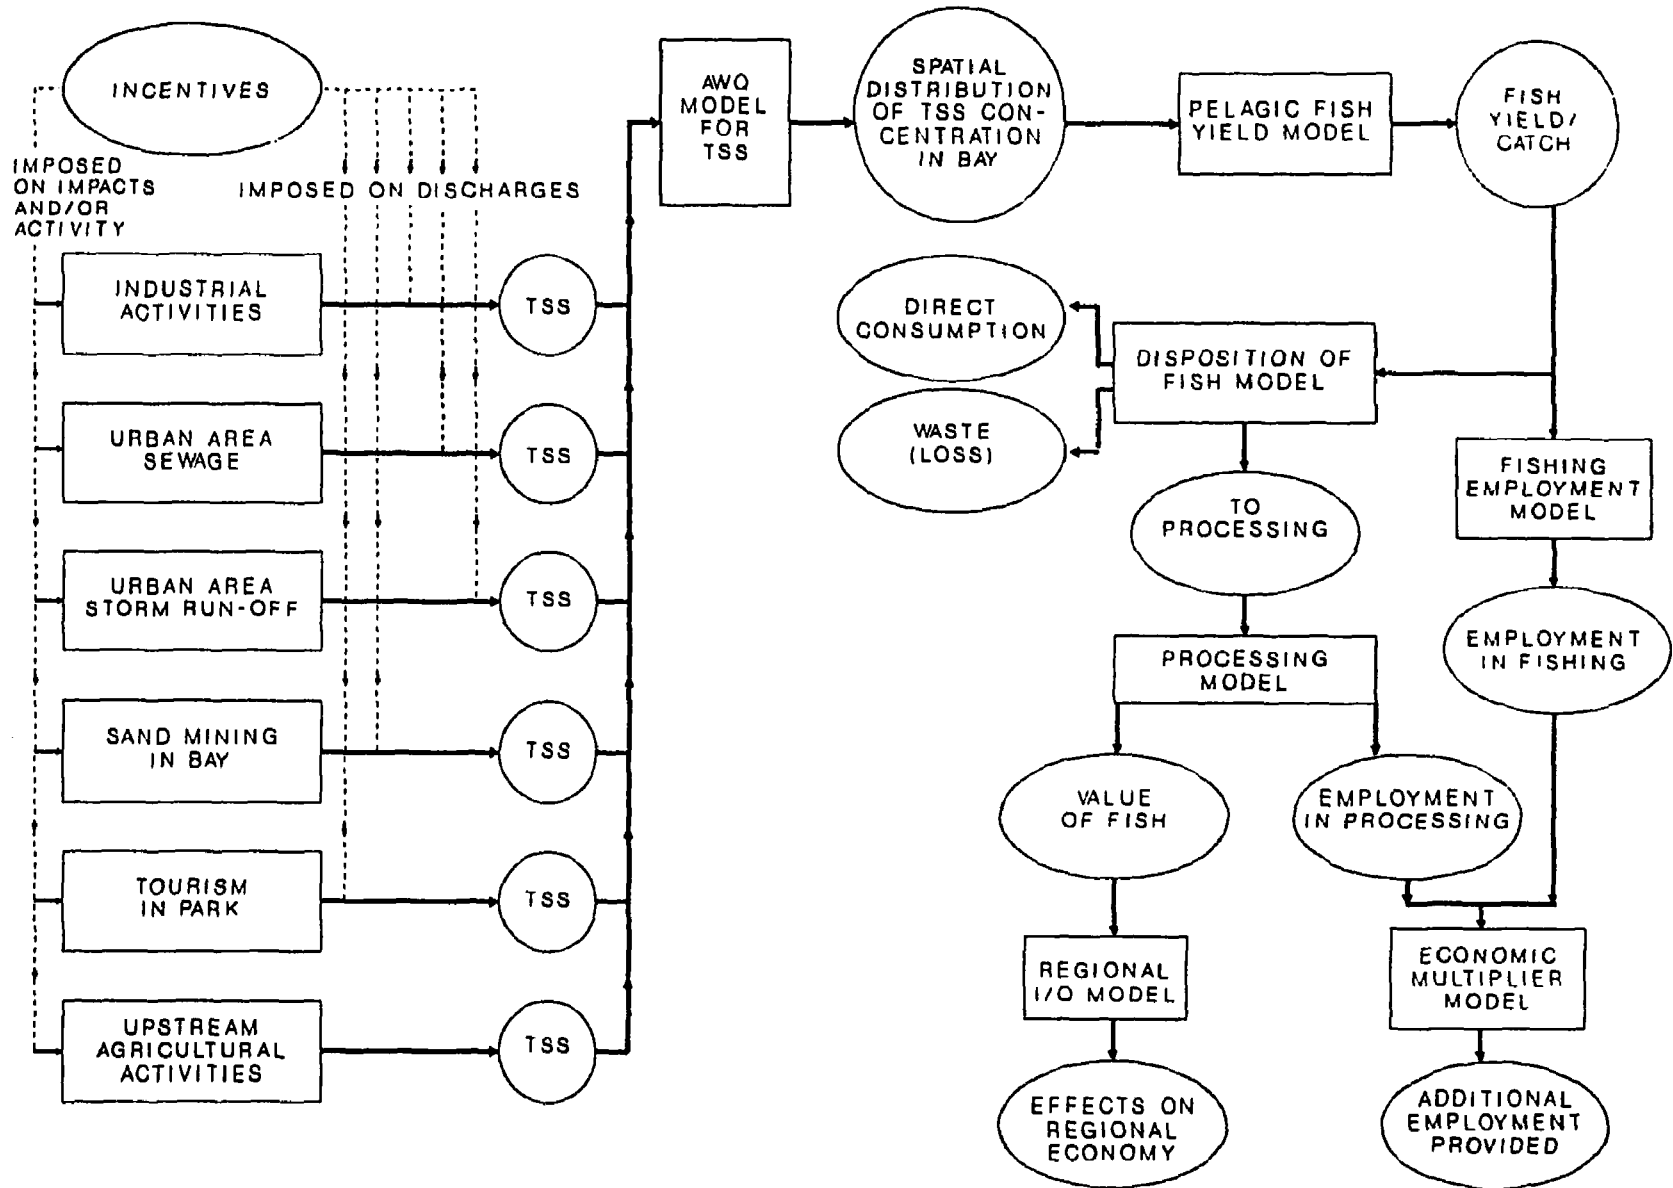 INCENTIVES
IMPOSED
ON IMPACTS
AND/OR
ACTIVITY
IMPOSED ON DISCHARGES
INDUSTRIAL
ACTIVITIES
TSS
URBAN AREA
SEWAGE
TSS
URBAN AREA
STORM RUN-OFF
TSS
SAND MINING
IN BAY
TSS
TOURISM
IN PARK
TSS
UPSTREAM
AGRICULTURAL
ACTIVITIES
TSS
AWQ
MODEL
FOR
TSS
SPATIAL
DISTRIBUTION
OF TSS CON-
CENTRATION
IN BAY
PELAGIC FISH
YIELD MODEL
FISH
YIELD/
CATCH
DIRECT
CONSUMPTION
WASTE
(LOSS)
DISPOSITION OF
FISH MODEL
TO
PROCESSING
FISHING
EMPLOYMENT
MODEL
EMPLOYMENT
IN FISHING
PROCESSING
MODEL
VALUE
OF FISH
EMPLOYMENT
IN PROCESSING
REGIONAL
I/O MODEL
ECONOMIC
MULTIPLIER
MODEL
EFFECTS ON
REGIONAL
ECONOMY
ADDITIONAL
EMPLOYMENT
PROVIDED